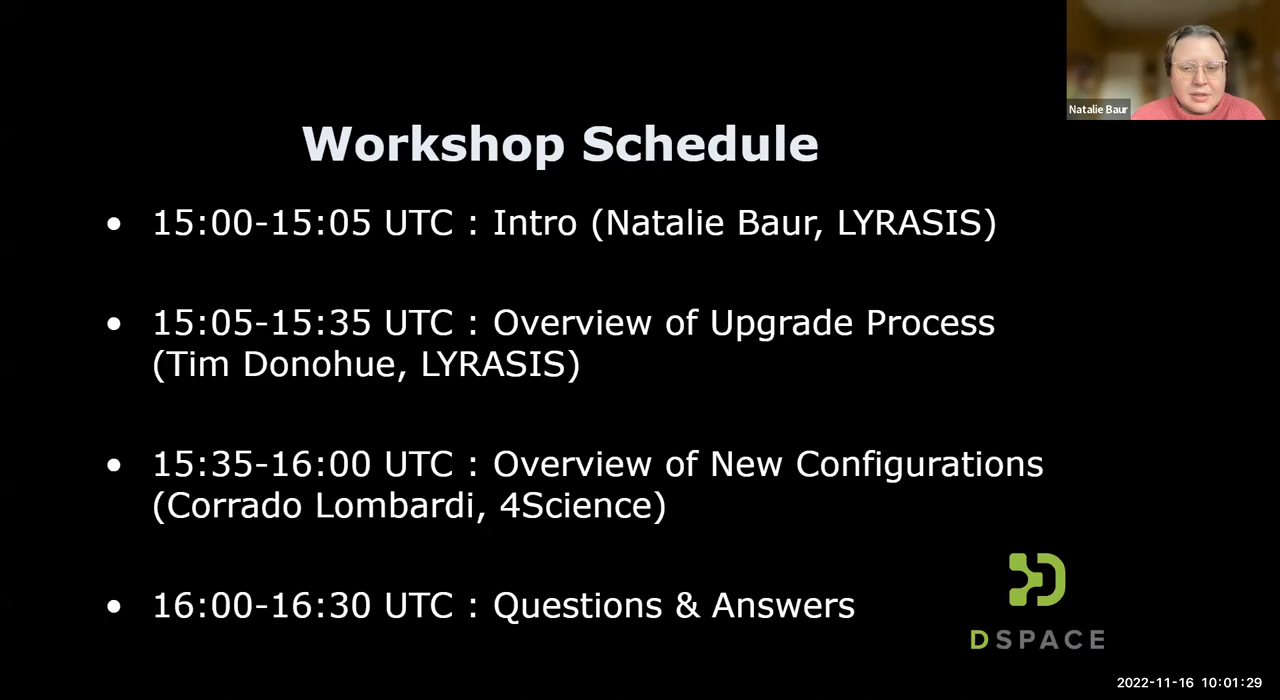 Natalie Baur
Workshop Schedule
• 15:00-15:05 UTC : Intro (Natalie Baur, LYRASIS)
• 15:05-15:35 UTC : Overview of Upgrade Process
(Tim Donohue, LYRASIS)
• 15:35-16:00 UTC : Overview of New Configurations
(Corrado Lombardi, 4Science)
• 16:00-16:30 UTC : Questions & Answers
DSPACE
2022-11-16 10:01:29